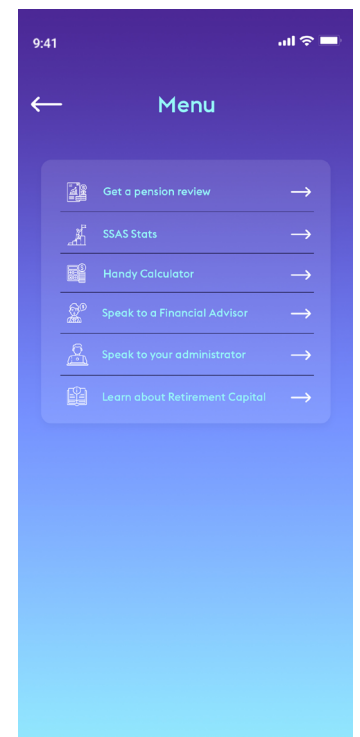 9:41
Menu
Get a pension review
SSAS Stats
Handy Calculator
Speak to a Financial Advisor
Speak to your administrator
Learn about Retirement Capital